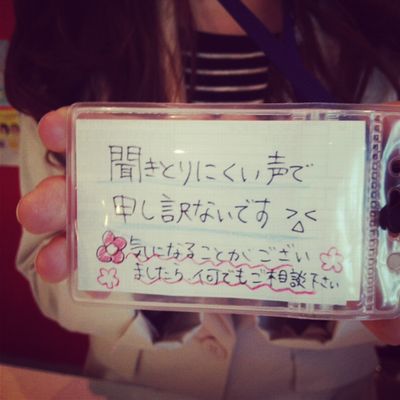 聞きとりにくい声で
申し訳ないです >△<
気になることがござい
ましたら、何でもご相談下さい